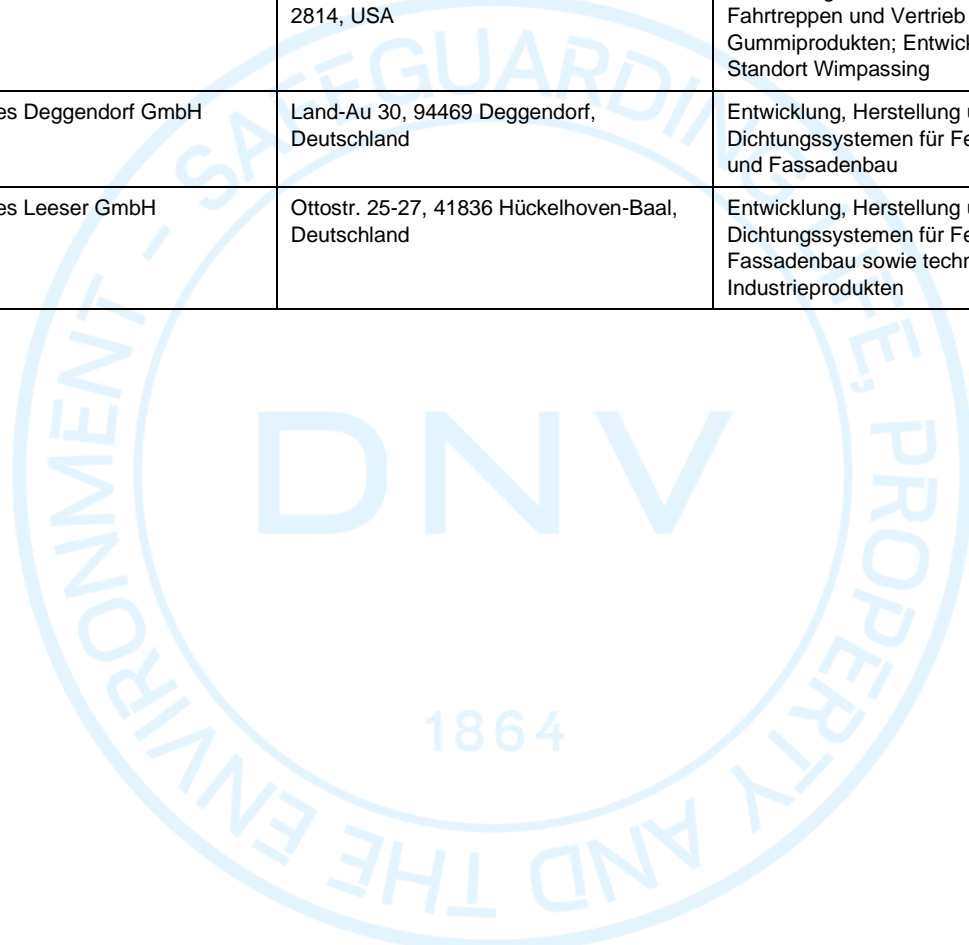 2814, USA
Fahrtreppen und Vertrieb
Gummiprodukten; Entwick
Standort Wimpassing
es Deggendorf GmbH
Land-Au 30, 94469 Deggendorf,
Deutschland
Entwicklung, Herstellung u
Dichtungssystemen für Fe
und Fassadenbau
es Leeser GmbH
Ottostr. 25-27, 41836 Hückelhoven-Baal,
Deutschland
Entwicklung, Herstellung u
Dichtungssystemen für Fe
Fassadenbau sowie techn
Industrieprodukten
SAFEGUARDING LIFE, PROPERTY AND THE ENVIRONMENT -
DNV
1864